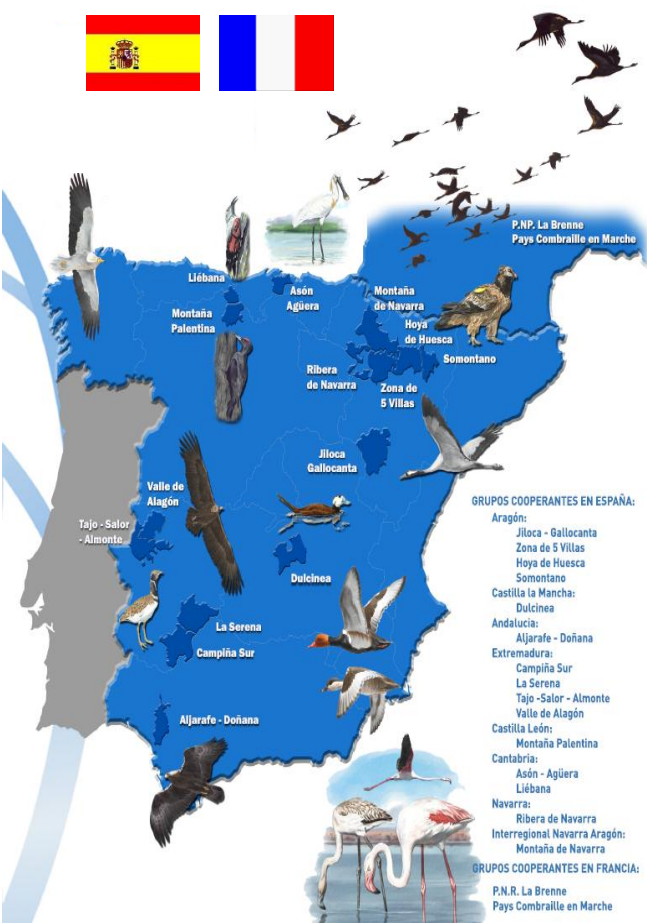 P.NP. La Brenne
Pays Combraille en Marche
Liébana
Asón
Agüera
Montaña
de Navarra
Montaña
Palentina
Hoya
de Huesca
Somontano
Ribera
de Navarra
Zona de
5 Villas
Jiloca
Gallocanta
Valle de
Alagón
Tajo - Salor
- Almonte
Dulcinea
La Serena
Campiña Sur
Aljarafe - Doñana
GRUPOS COOPERANTES EN ESPAÑA:
Aragón:
Jiloca - Gallocanta
Zona de 5 Villas
Hoya de Huesca
Somontano
Castilla la Mancha:
Dulcinea
Andalucia:
Aljarafe - Doñana
Extremadura:
Campiña Sur
La Serena
Tajo -Salor - Almonte
Valle de Alagón
Castilla León:
Montaña Palentina
Cantabria:
Asón - Agüera
Liébana
Navarra:
Ribera de Navarra
Interregional Navarra Aragón:
Montaña de Navarra
GRUPOS COOPERANTES EN FRANCIA:
P.N.R. La Brenne
Pays Combraille en Marche